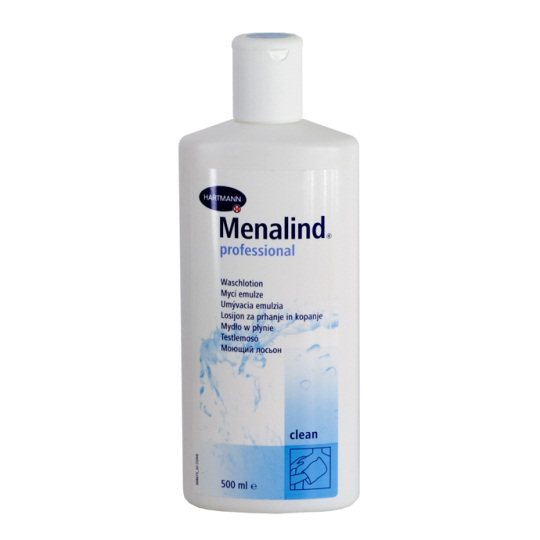 HARTMANN
Menalind®
professional
Waschlotion
Mycí emulze
Umývacia emulzia
Losijon za prhanje in kopanje
Mydło w płynie
Testlemosó
Моющий лосьон
clean
500 ml e